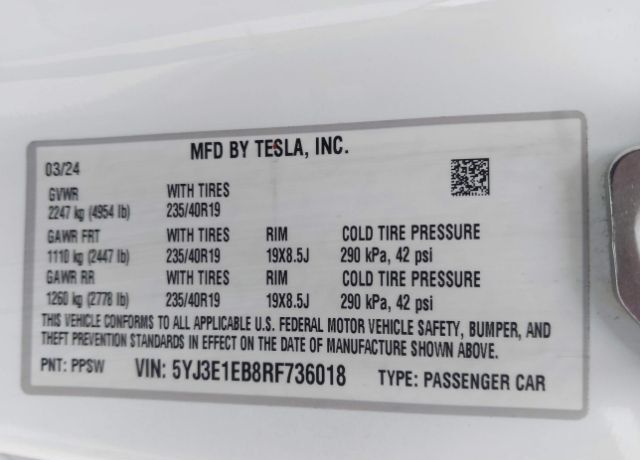 MFD BY TESLA, INC.
03/24
GVWR WITH TIRES
2247 kg (4954 lb) 235/40R19
GAWR FRT WITH TIRES RIM COLD TIRE PRESSURE
1110 kg (2447 lb) 235/40R19 19X8.5J 290 kPa, 42 psi
GAWR RR WITH TIRES RIM COLD TIRE PRESSURE
1260 kg (2778 lb) 235/40R19 19X8.5J 290 kPa, 42 psi
THIS VEHICLE CONFORMS TO ALL APPLICABLE U.S. FEDERAL MOTOR VEHICLE SAFETY, BUMPER, AND
THEFT PREVENTION STANDARDS IN EFFECT ON THE DATE OF MANUFACTURE SHOWN ABOVE.
PNT: PPSW VIN: 5YJ3E1EB8RF736018 TYPE: PASSENGER CAR